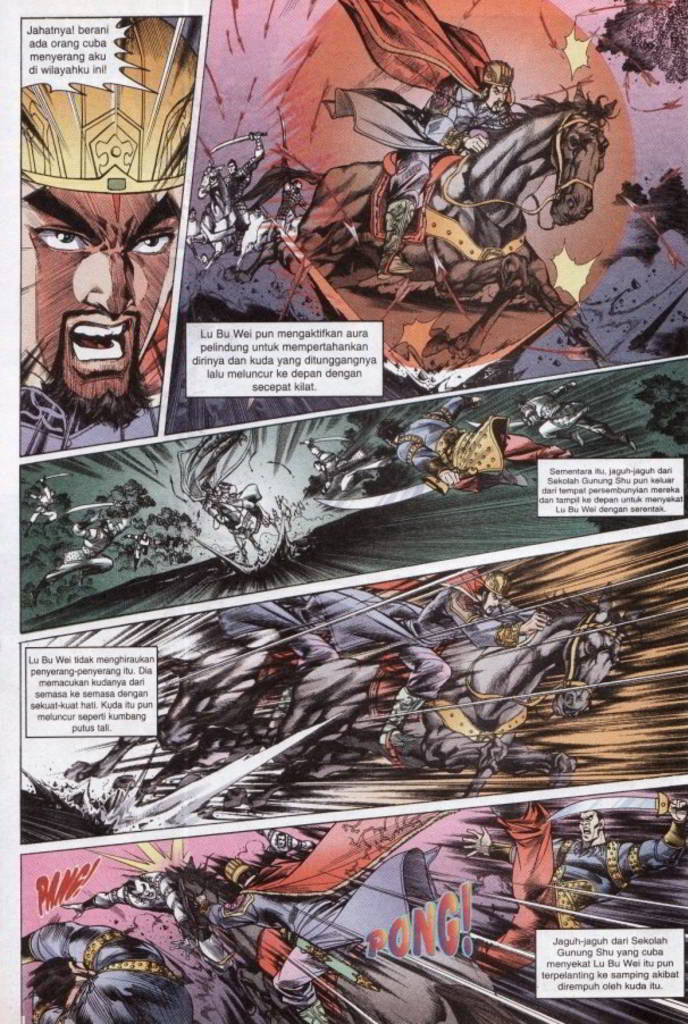 Jahatnya! berani
ada orang cuba
menyerang aku
di wilayahku ini!
Lu Bu Wei pun mengaktifkan aura
pelindung untuk mempertahankan
dirinya dan kuda yang ditunggangnya
lalu meluncur ke depan dengan
secepat kilat.
Sementara itu, jaguh-jaguh dari
Sekolah Gunung Shu pun keluar
dari tempat persembunyian mereka
dan tampil ke depan untuk menyekat
Lu Bu Wei dengan serentak.
Lu Bu Wei tidak menghiraukan
penyerang-penyerang itu. Dia
memacukan kudanya dari
semasa ke semasa dengan
sekuat-kuat hati. Kuda itu pun
meluncur seperti kumbang
putus tali.
PANG!
PONG!
Jaguh-jaguh dari Sekolah
Gunung Shu yang cuba
menyekat Lu Bu Wei itu pun
terpelanting ke samping akibat
dirempuh oleh kuda itu.